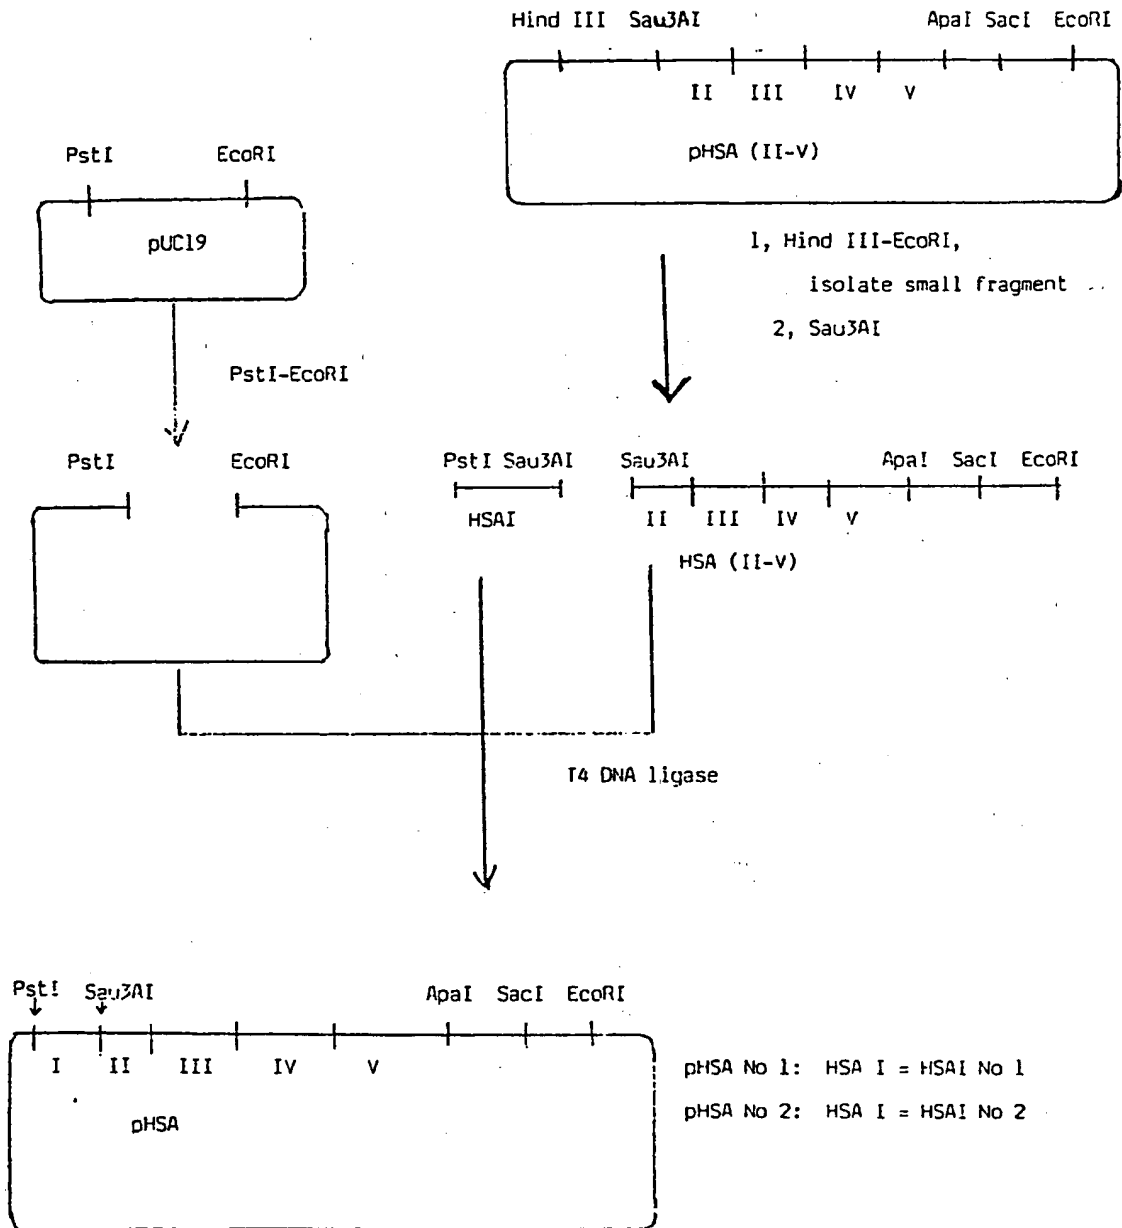 Hind III Sau3AI ApaI SacI EcoRI
II III IV V
pHSA (II-V)
PstI EcoRI
pUC19
1, Hind III-EcoRI,
isolate small fragment
2, Sau3AI
PstI-EcoRI
PstI EcoRI
PstI Sau3AI Sau3AI ApaI SacI EcoRI
HSAI II III IV V
HSA (II-V)
T4 DNA ligase
PstI Sau3AI ApaI SacI EcoRI
I II III IV V
pHSA
pHSA No 1: HSA I = HSAI No 1
pHSA No 2: HSA I = HSAI No 2